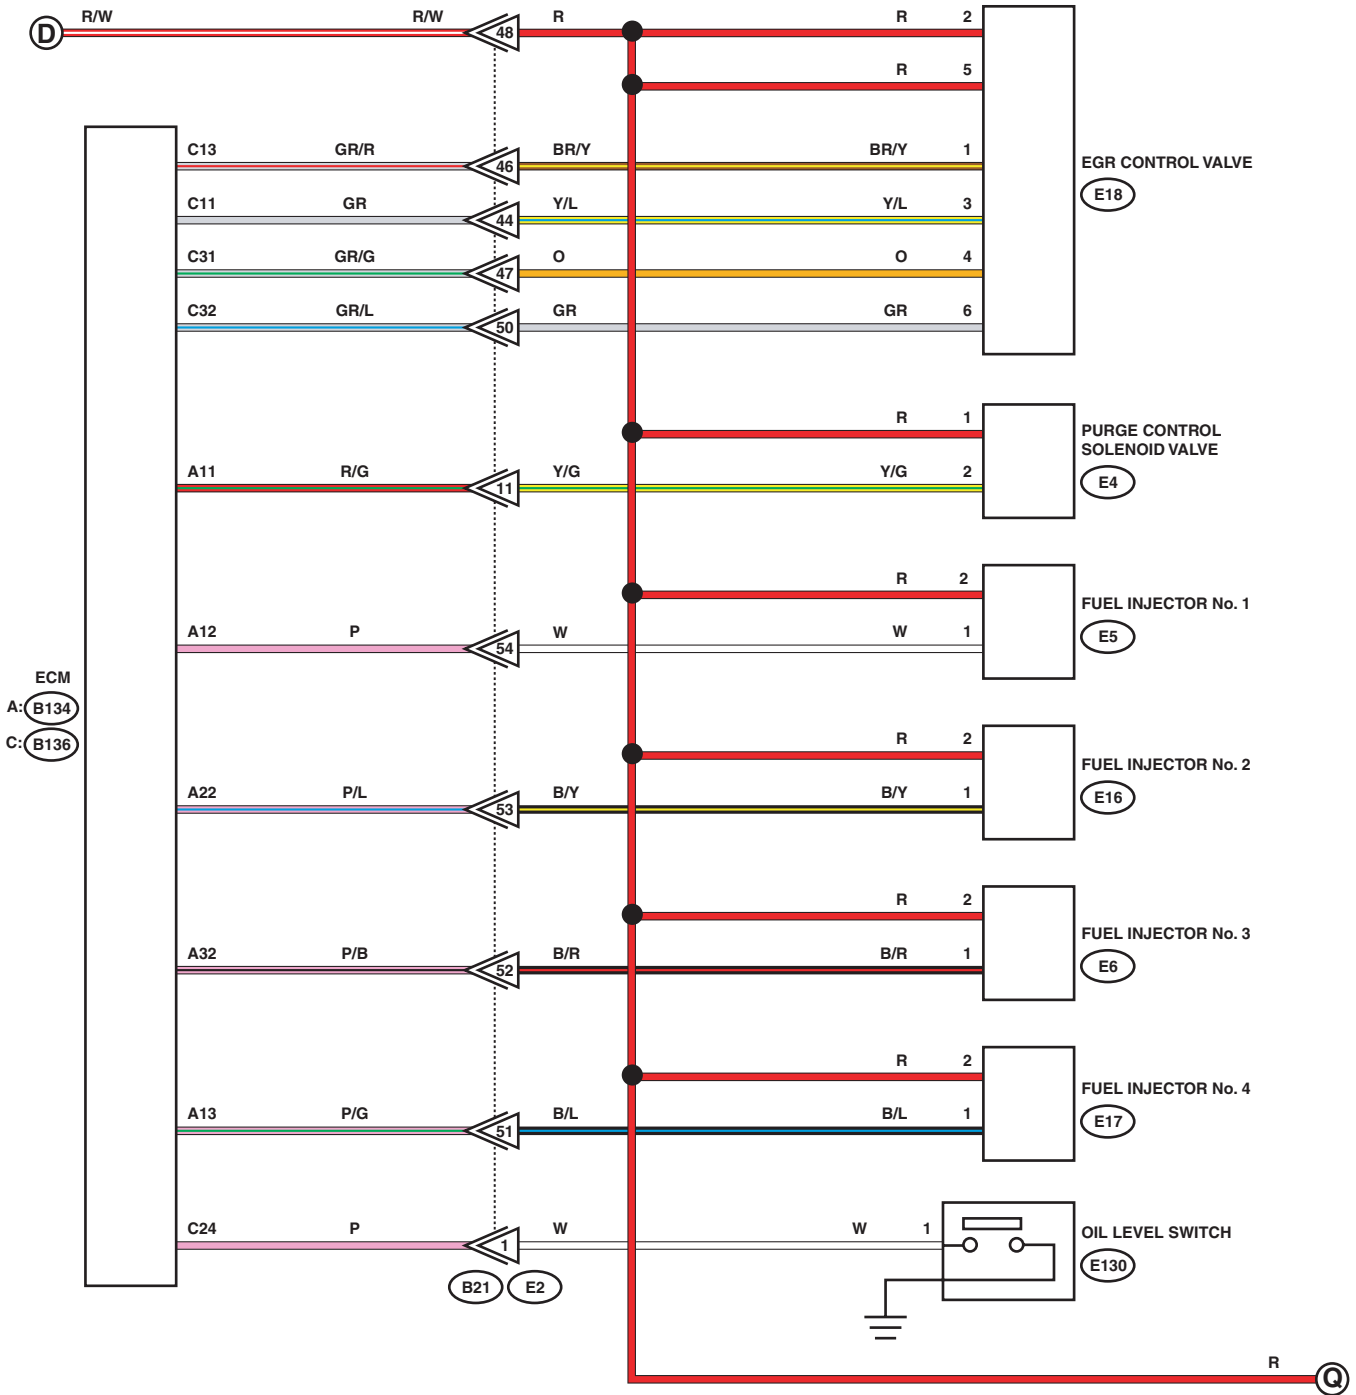 R/W R/W R R 2
D 48
R 5
C13 GR/R BR/Y BR/Y 1
46
EGR CONTROL VALVE
E18
C11 GR Y/L Y/L 3
44
C31 GR/G O O 4
47
C32 GR/L GR GR 6
50
R 1
PURGE CONTROL
SOLENOID VALVE
A11 R/G Y/G Y/G 2
11
E4
R 2
FUEL INJECTOR No. 1
A12 P W W 1
54
E5
ECM
A: B134
C: B136
R 2
FUEL INJECTOR No. 2
A22 P/L B/Y B/Y 1
53
E16
R 2
FUEL INJECTOR No. 3
A32 P/B B/R B/R 1
52
E6
R 2
FUEL INJECTOR No. 4
A13 P/G B/L B/L 1
51
E17
C24 P W W 1
1
OIL LEVEL SWITCH
E130
B21 E2
R
Q